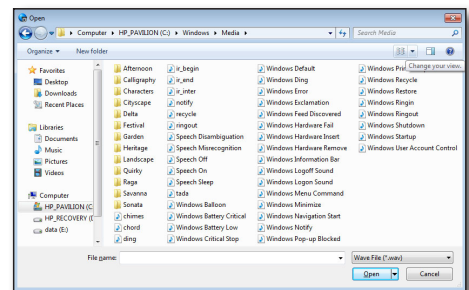 Open
Computer ▸ HP_PAVILION (C:) ▸ Windows ▸ Media ▸
Search Media
Organize
New folder
Change your view.
Favorites
Desktop
Downloads
Recent Places
Libraries
Documents
Music
Pictures
Videos
Computer
HP_PAVILION (C
HP_RECOVERY (D
data (E:)
Afternoon
Calligraphy
Characters
Cityscape
Delta
Festival
Garden
Heritage
Landscape
Quirky
Raga
Savanna
Sonata
chimes
chord
ding
ir_begin
ir_end
ir_inter
notify
recycle
ringout
Speech Disambiguation
Speech Misrecognition
Speech Off
Speech On
Speech Sleep
tada
Windows Balloon
Windows Battery Critical
Windows Battery Low
Windows Critical Stop
Windows Default
Windows Ding
Windows Error
Windows Exclamation
Windows Feed Discovered
Windows Hardware Fail
Windows Hardware Insert
Windows Hardware Remove
Windows Information Bar
Windows Logoff Sound
Windows Logon Sound
Windows Menu Command
Windows Minimize
Windows Navigation Start
Windows Notify
Windows Pop-up Blocked
Windows Prin
Windows Recycle
Windows Restore
Windows Ringin
Windows Ringout
Windows Shutdown
Windows Startup
Windows User Account Control
File name:
Wave File (*.wav)
Open
Cancel